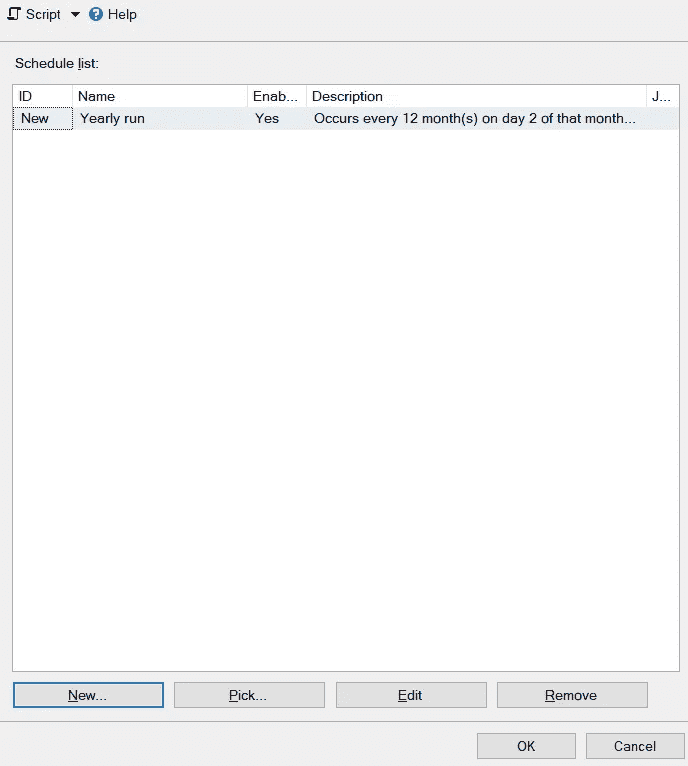 Script Help
Schedule list:
ID Name Enab... Description J...
New Yearly run Yes Occurs every 12 month(s) on day 2 of that month...
New... Pick... Edit Remove
OK Cancel